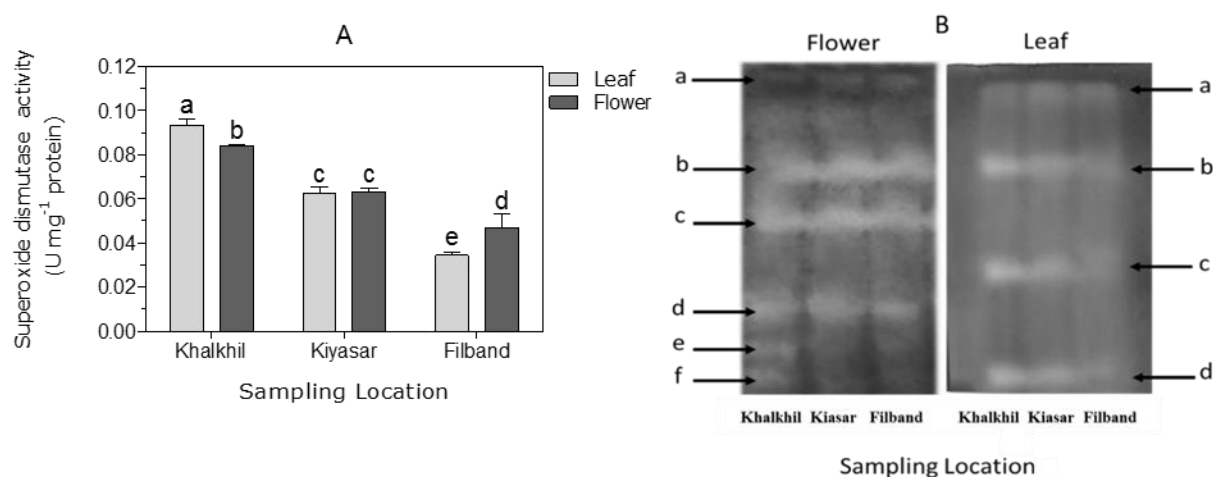 A
Superoxide dismutase activity
(U mg⁻¹ protein)
0.12
0.10
0.08
0.06
0.04
0.02
0.00
a
b
c
c
e
d
Leaf
Flower
Khalkhil
Kiyasar
Filband
Sampling Location
B
Flower
Leaf
a
b
c
d
e
f
a
b
c
d
Khalkhil Kiasar Filband
Khalkhil Kiasar Filband
Sampling Location